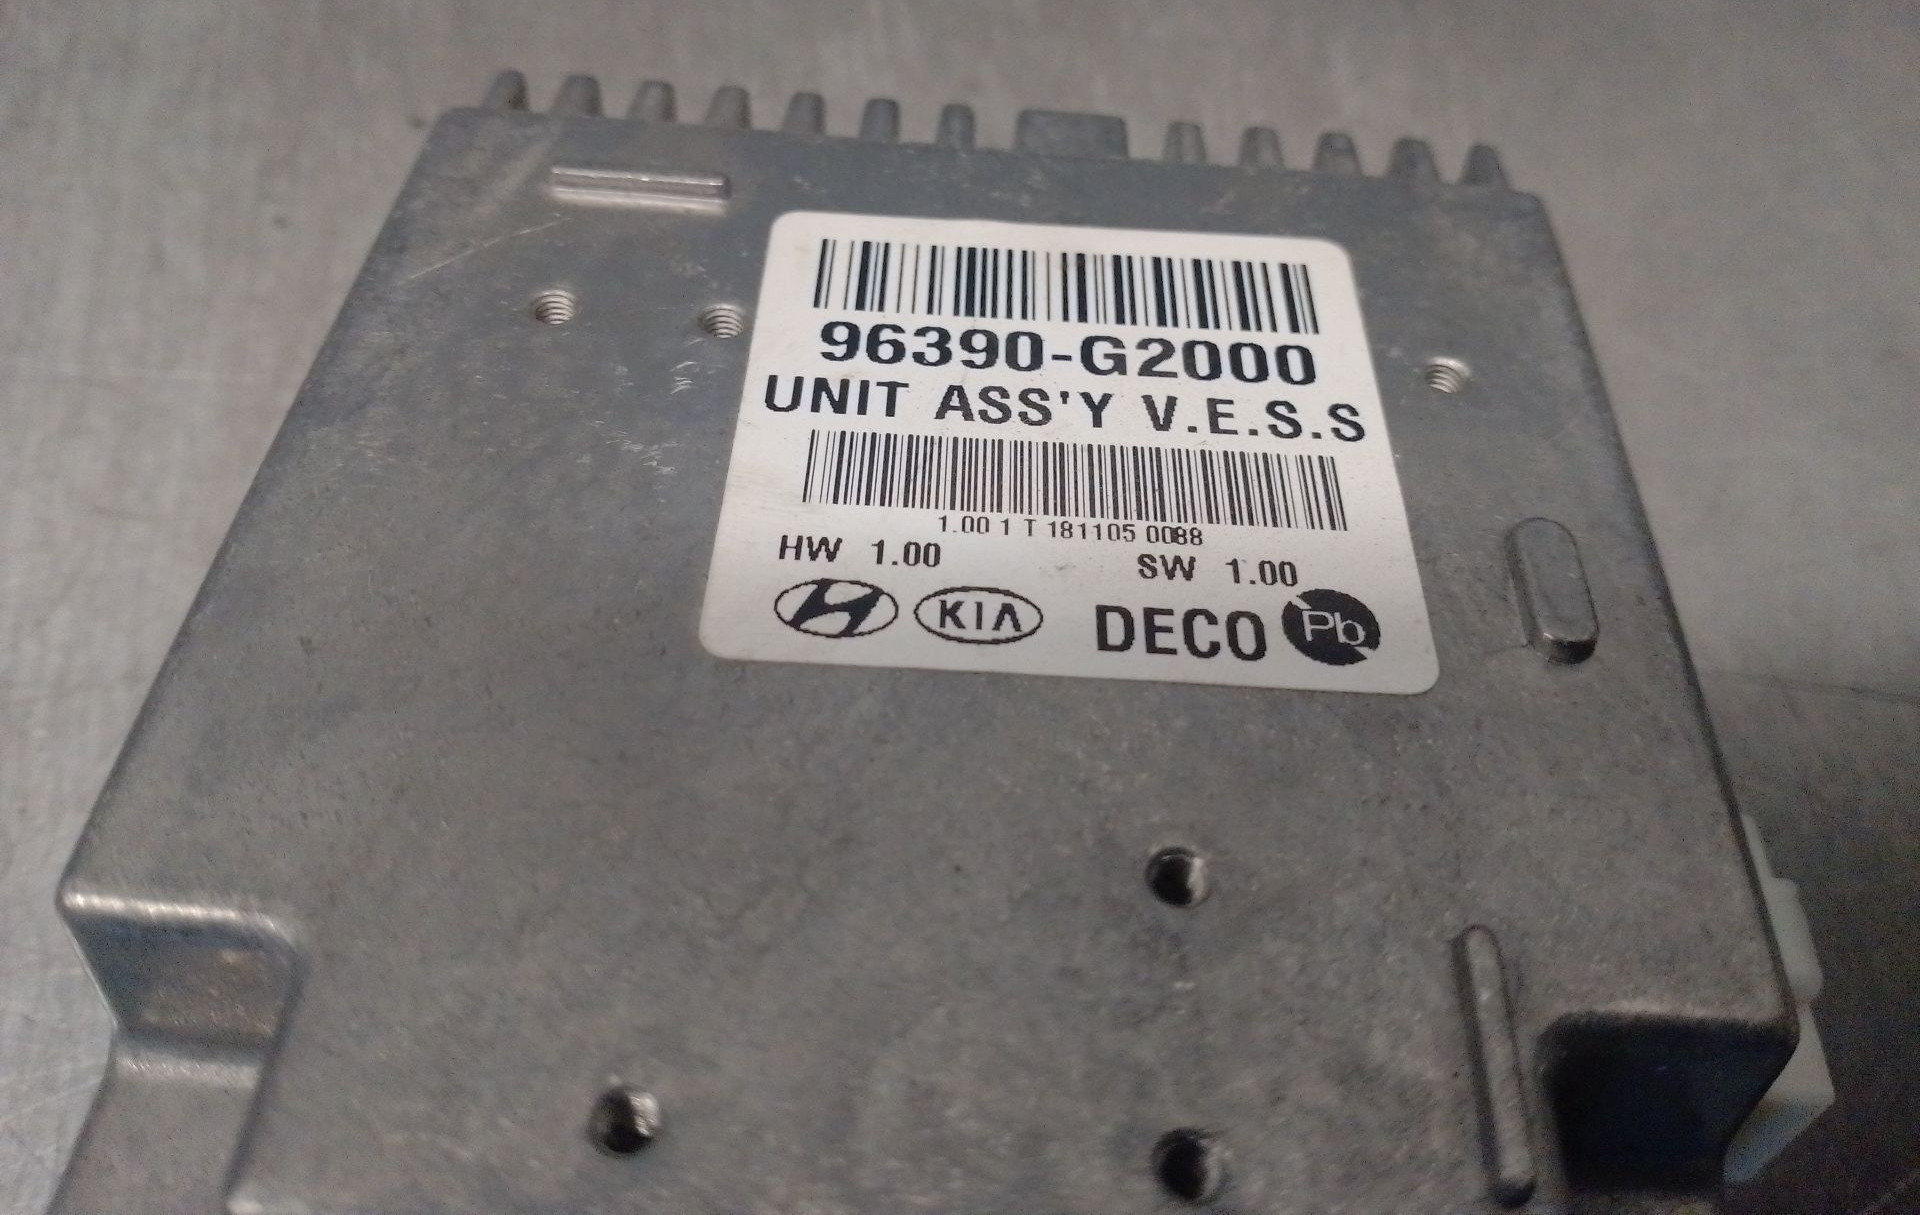 96390-G2000
UNIT ASS'Y V.E.S.S
1.00 1 T 181105 0088
HW 1.00 SW 1.00
KIA DECO Pb